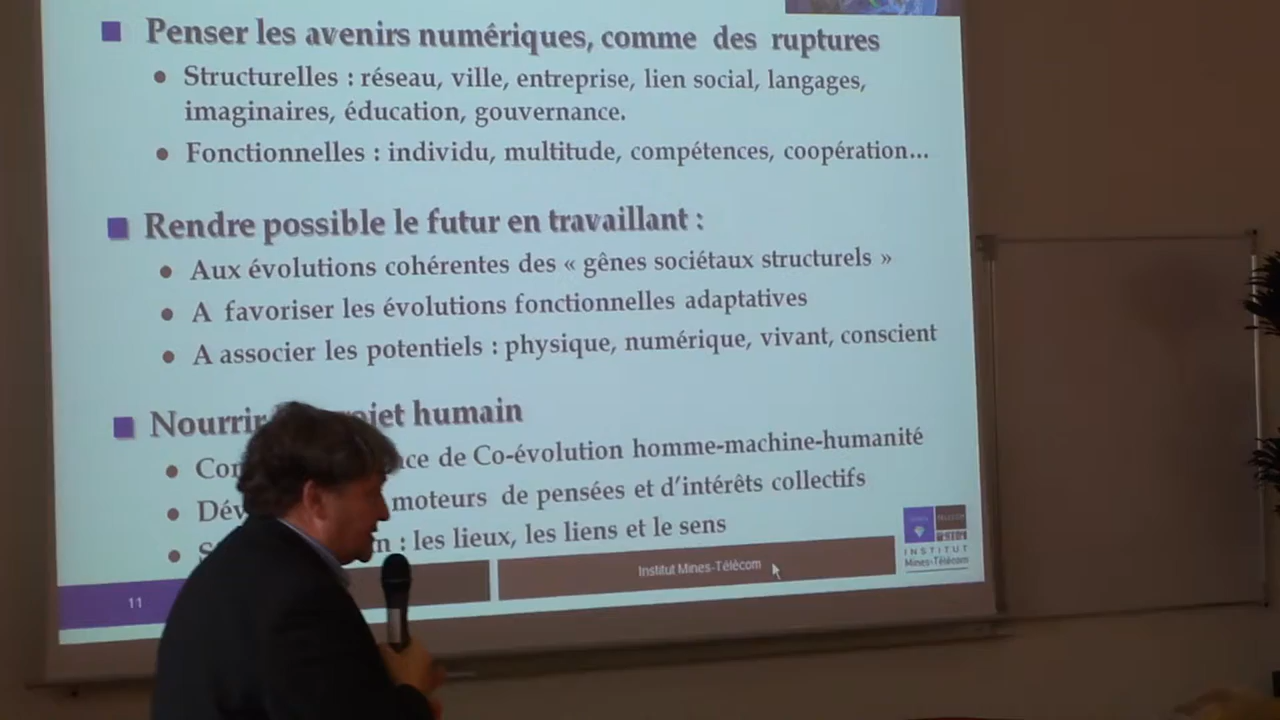 Penser les avenirs numériques, comme des ruptures
Structurelles : réseau, ville, entreprise, lien social, langages,
imaginaires, éducation, gouvernance.
Fonctionnelles : individu, multitude, compétences, coopération...
Rendre possible le futur en travaillant :
Aux évolutions cohérentes des « gênes sociétaux structurels »
A favoriser les évolutions fonctionnelles adaptatives
A associer les potentiels : physique, numérique, vivant, conscient
Nourrir humain
de Co-évolution homme-machine-humanité
moteurs de pensées et d'intérêts collectifs
: les lieux, les liens et le sens
11
Institut Mines-Télécom
INSTITUT
Mines-Télécom